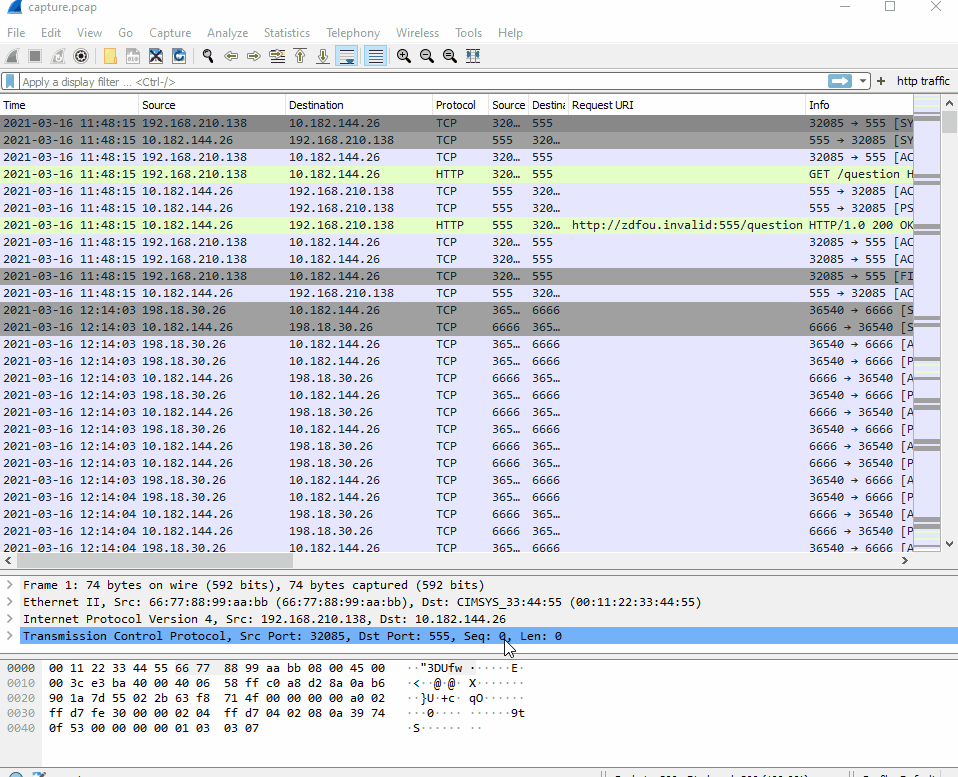 capture.pcap
File Edit View Go Capture Analyze Statistics Telephony Wireless Tools Help
Apply a display filter ... <Ctrl-/> http traffic
Time Source Destination Protocol Source Destina Request URI Info
2021-03-16 11:48:15 192.168.210.138 10.182.144.26 TCP 320… 555 32085 → 555 [SY
2021-03-16 11:48:15 10.182.144.26 192.168.210.138 TCP 555 320… 555 → 32085 [SY
2021-03-16 11:48:15 192.168.210.138 10.182.144.26 TCP 320… 555 32085 → 555 [AC
2021-03-16 11:48:15 192.168.210.138 10.182.144.26 HTTP 320… 555 GET /question H
2021-03-16 11:48:15 10.182.144.26 192.168.210.138 TCP 555 320… 555 → 32085 [AC
2021-03-16 11:48:15 10.182.144.26 192.168.210.138 TCP 555 320… 555 → 32085 [PS
2021-03-16 11:48:15 10.182.144.26 192.168.210.138 HTTP 555 320… http://zdfou.invalid:555/question HTTP/1.0 200 OK
2021-03-16 11:48:15 192.168.210.138 10.182.144.26 TCP 320… 555 32085 → 555 [AC
2021-03-16 11:48:15 192.168.210.138 10.182.144.26 TCP 320… 555 32085 → 555 [AC
2021-03-16 11:48:15 192.168.210.138 10.182.144.26 TCP 320… 555 32085 → 555 [FI
2021-03-16 11:48:15 10.182.144.26 192.168.210.138 TCP 555 320… 555 → 32085 [AC
2021-03-16 12:14:03 198.18.30.26 10.182.144.26 TCP 365… 6666 36540 → 6666 [S
2021-03-16 12:14:03 10.182.144.26 198.18.30.26 TCP 6666 365… 6666 → 36540 [S
2021-03-16 12:14:03 198.18.30.26 10.182.144.26 TCP 365… 6666 36540 → 6666 [A
2021-03-16 12:14:03 198.18.30.26 10.182.144.26 TCP 365… 6666 36540 → 6666 [P
2021-03-16 12:14:03 10.182.144.26 198.18.30.26 TCP 6666 365… 6666 → 36540 [A
2021-03-16 12:14:03 198.18.30.26 10.182.144.26 TCP 365… 6666 36540 → 6666 [P
2021-03-16 12:14:03 10.182.144.26 198.18.30.26 TCP 6666 365… 6666 → 36540 [A
2021-03-16 12:14:03 198.18.30.26 10.182.144.26 TCP 365… 6666 36540 → 6666 [P
2021-03-16 12:14:03 10.182.144.26 198.18.30.26 TCP 6666 365… 6666 → 36540 [A
2021-03-16 12:14:03 198.18.30.26 10.182.144.26 TCP 365… 6666 36540 → 6666 [P
2021-03-16 12:14:03 10.182.144.26 198.18.30.26 TCP 6666 365… 6666 → 36540 [A
2021-03-16 12:14:04 198.18.30.26 10.182.144.26 TCP 365… 6666 36540 → 6666 [P
2021-03-16 12:14:04 10.182.144.26 198.18.30.26 TCP 6666 365… 6666 → 36540 [A
2021-03-16 12:14:04 198.18.30.26 10.182.144.26 TCP 365… 6666 36540 → 6666 [P
2021-03-16 12:14:04 198.18.30.26 10.182.144.26 TCP 365… 6666 36540 → 6666 [A
Frame 1: 74 bytes on wire (592 bits), 74 bytes captured (592 bits)
Ethernet II, Src: 66:77:88:99:aa:bb (66:77:88:99:aa:bb), Dst: CIMSYS_33:44:55 (00:11:22:33:44:55)
Internet Protocol Version 4, Src: 192.168.210.138, Dst: 10.182.144.26
Transmission Control Protocol, Src Port: 32085, Dst Port: 555, Seq: 0, Len: 0
0000 00 11 22 33 44 55 66 77 88 99 aa bb 08 00 45 00 ··"3DUfw ······E·
0010 00 3c e3 ba 40 00 40 06 58 ff c0 a8 d2 8a 0a b6 ·<··@·@· X·······
0020 90 1a 7d 55 02 2b 63 f8 71 4f 00 00 00 00 a0 02 ··}U·+c· qO······
0030 ff d7 fe 30 00 00 02 04 ff d7 04 02 08 0a 39 74 ···0···· ······9t
0040 0f 53 00 00 00 00 01 03 03 07 ·S······ ··